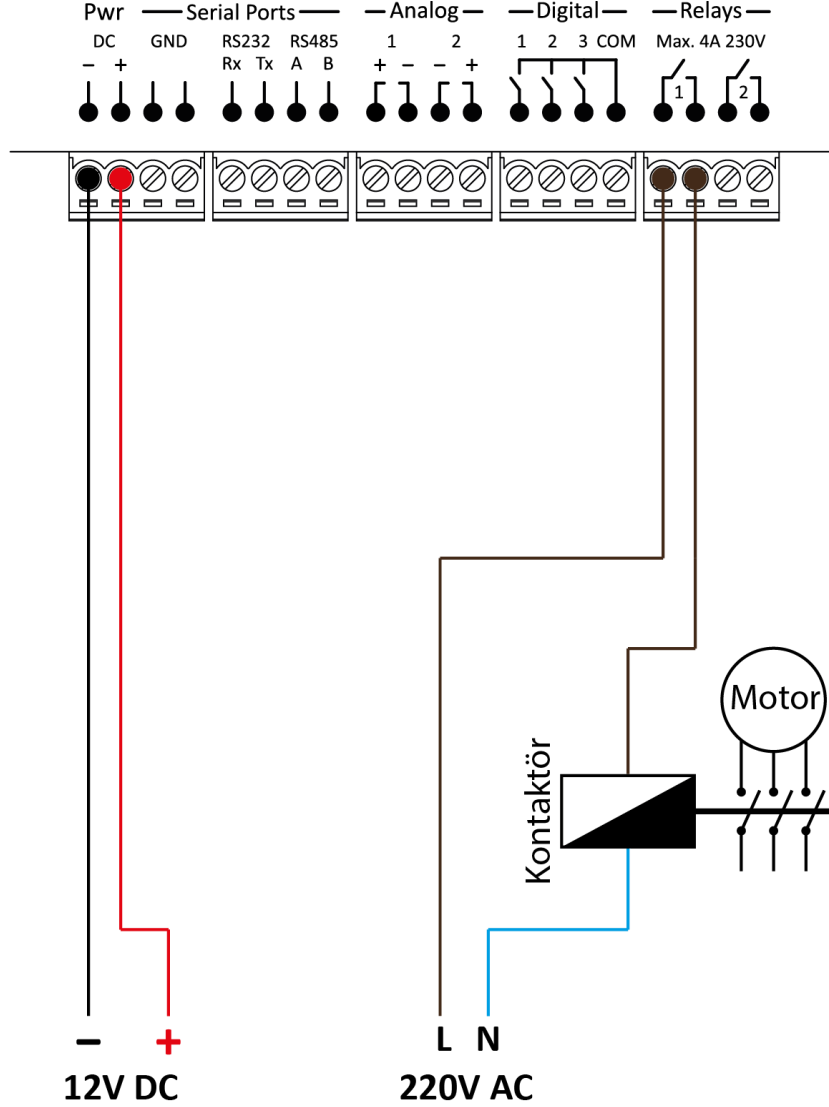 Pwr Serial Ports Analog Digital Relays
DC GND RS232 RS485 1 2 1 2 3 COM Max. 4A 230V
− + Rx Tx A B + − − +
1 2
Motor
Kontaktör
− + L N
12V DC 220V AC